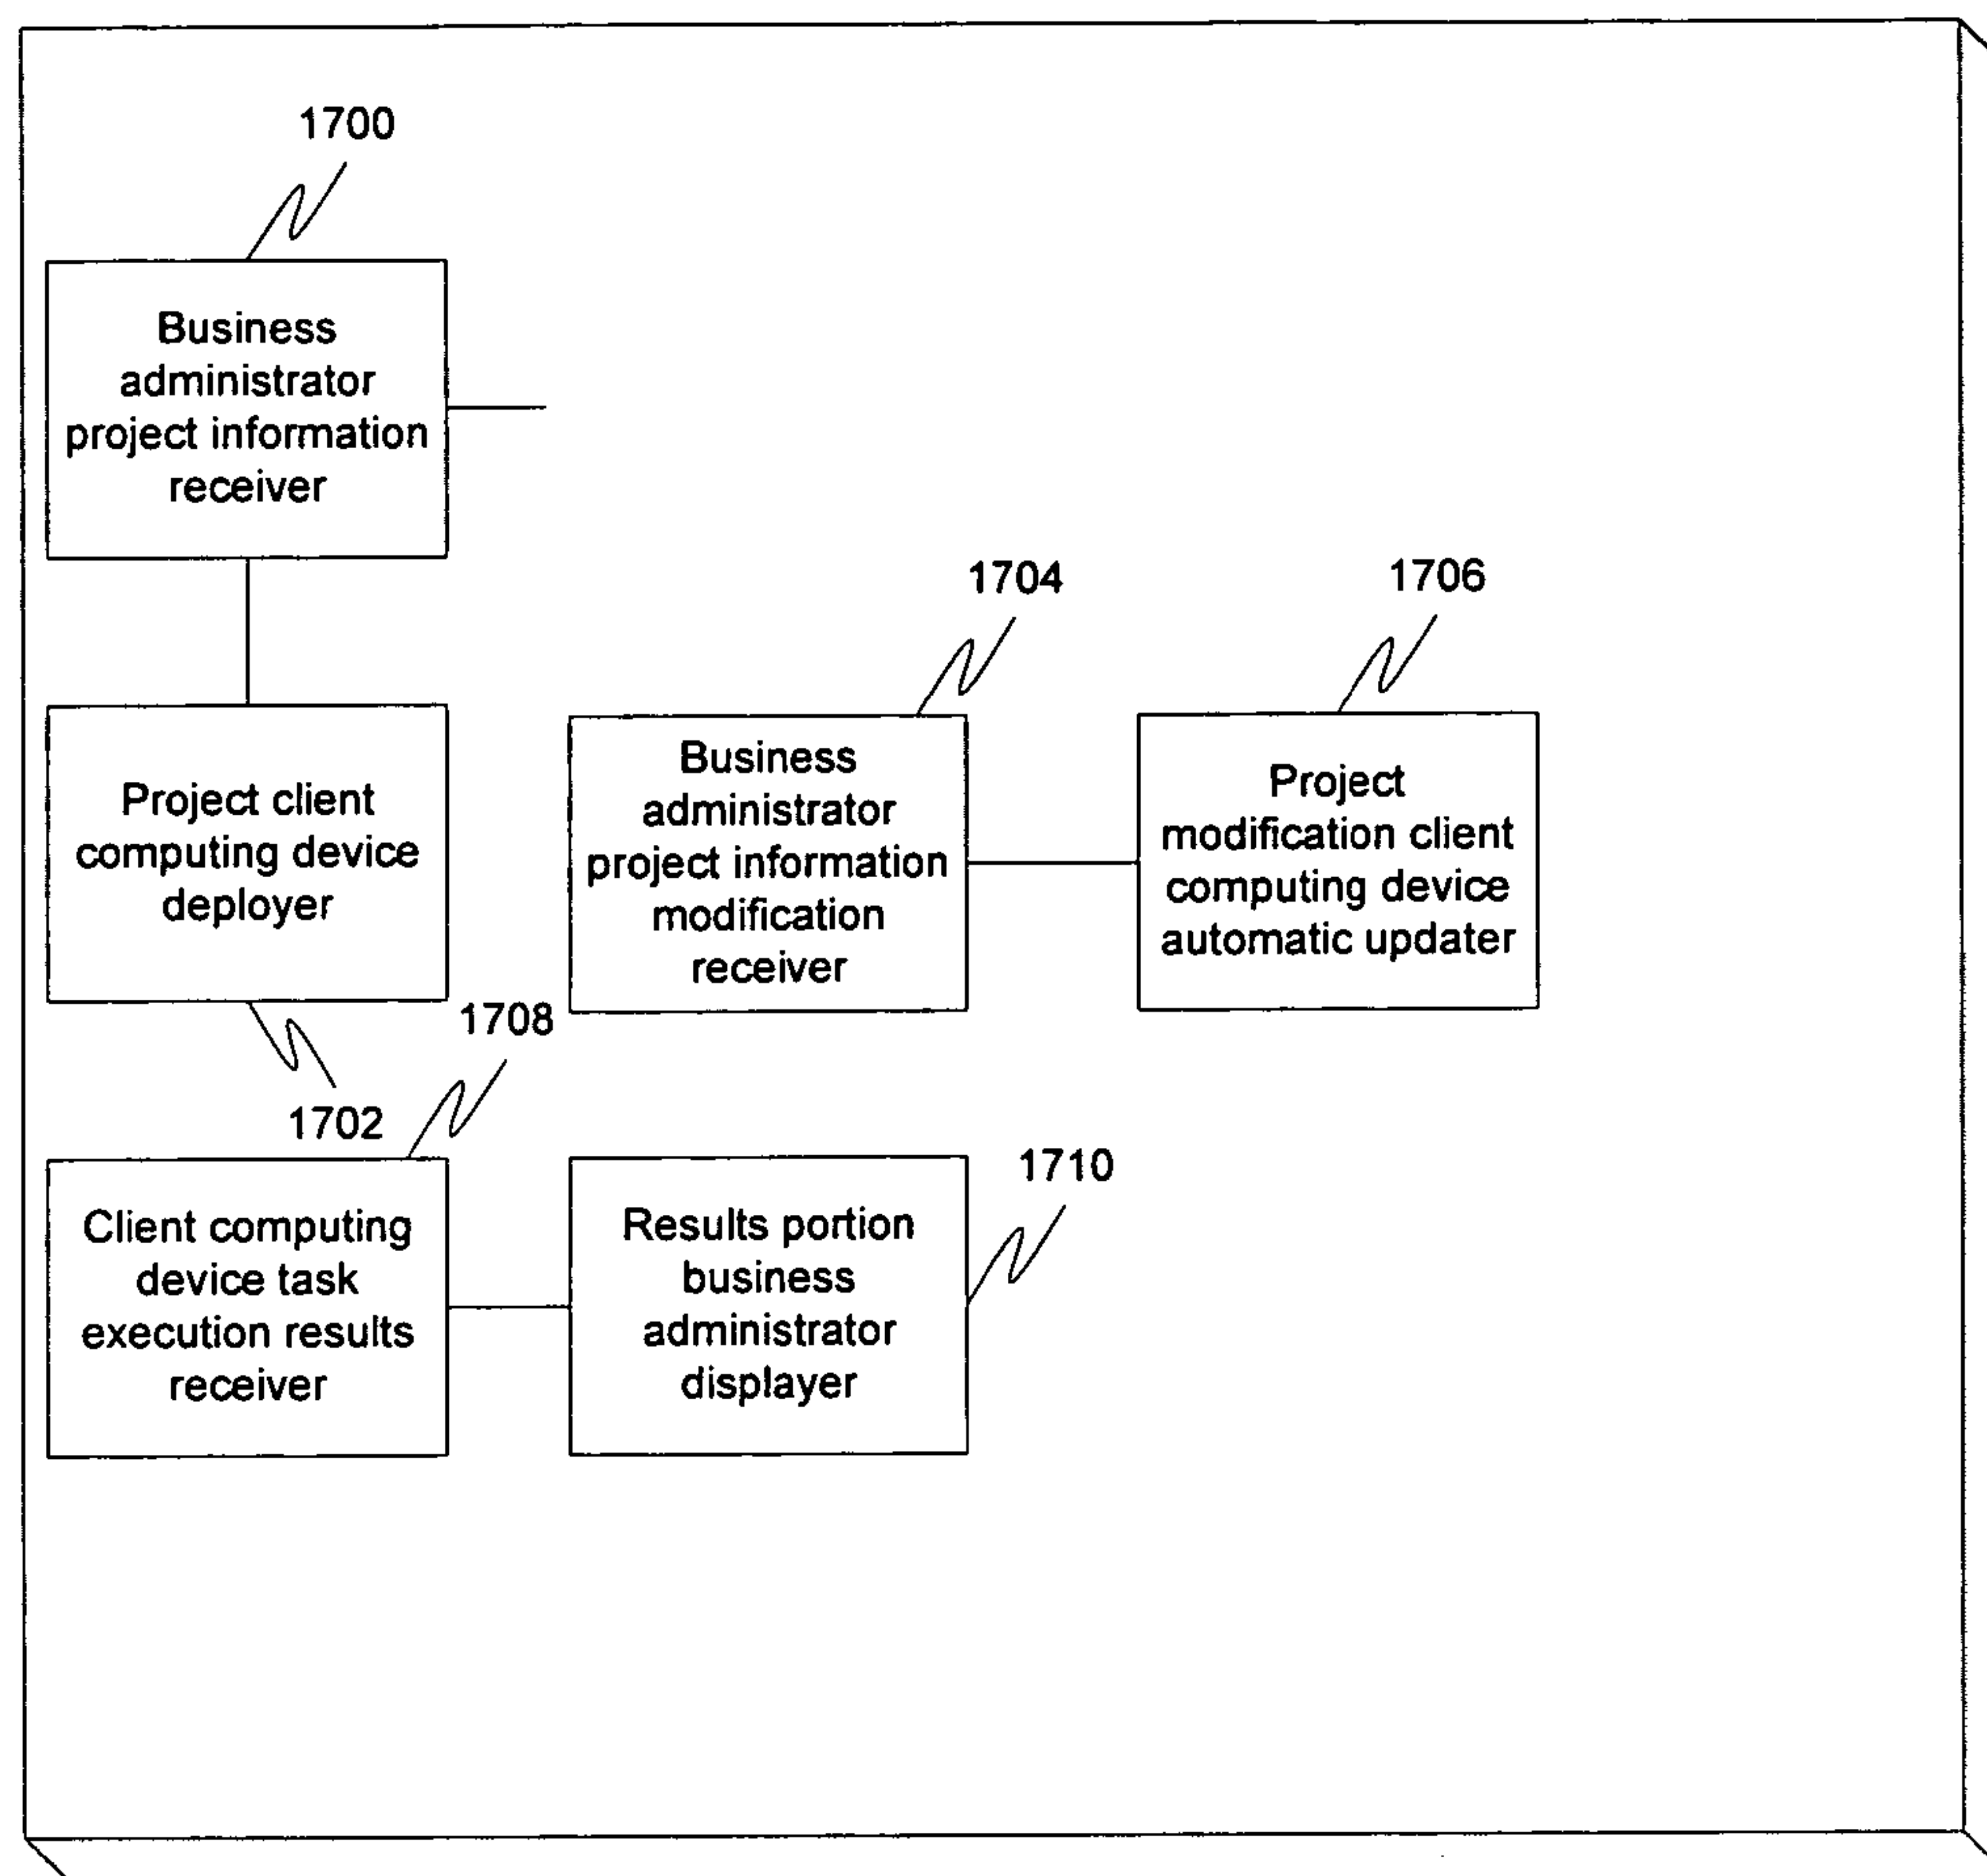 1700
Business
administrator
project information
receiver
1704
1706
Project client
computing device
deployer
Business
administrator
project information
modification
receiver
Project
modification client
computing device
automatic updater
1708
1702
Client computing
device task
execution results
receiver
Results portion
business
administrator
displayer
1710